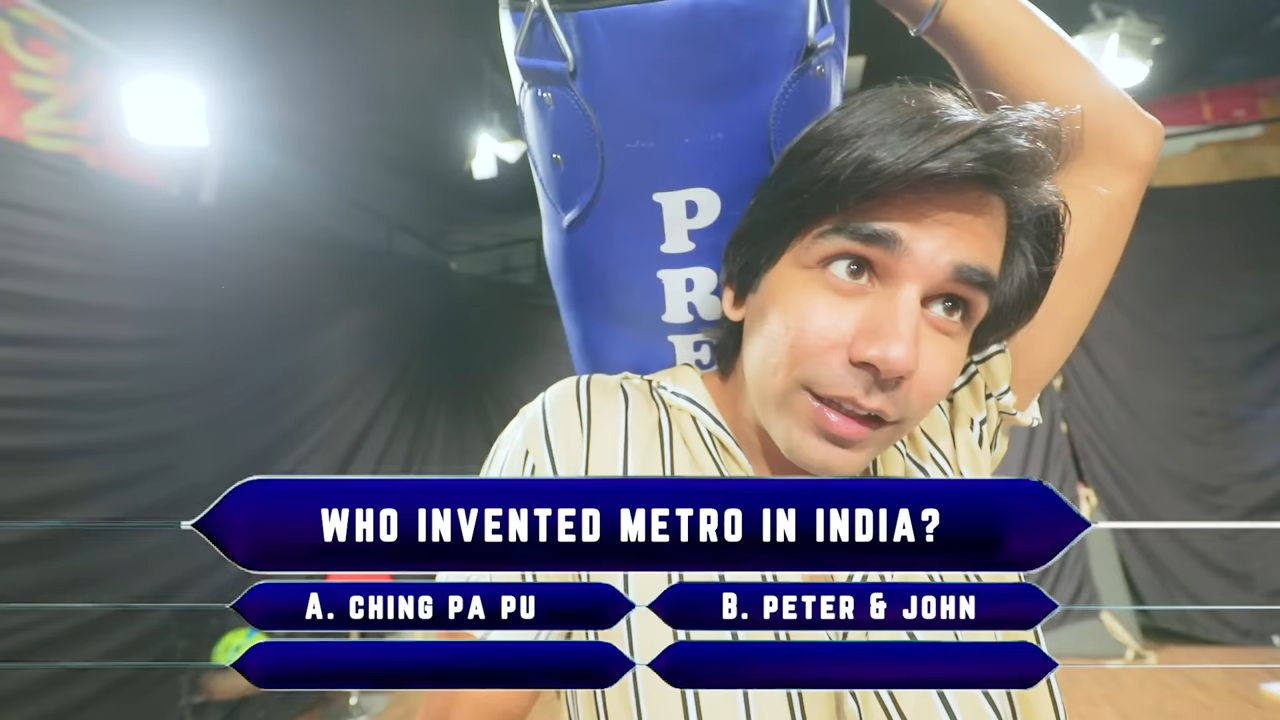 P
R
E
WHO INVENTED METRO IN INDIA?
A. CHING PA PU
B. PETER & JOHN